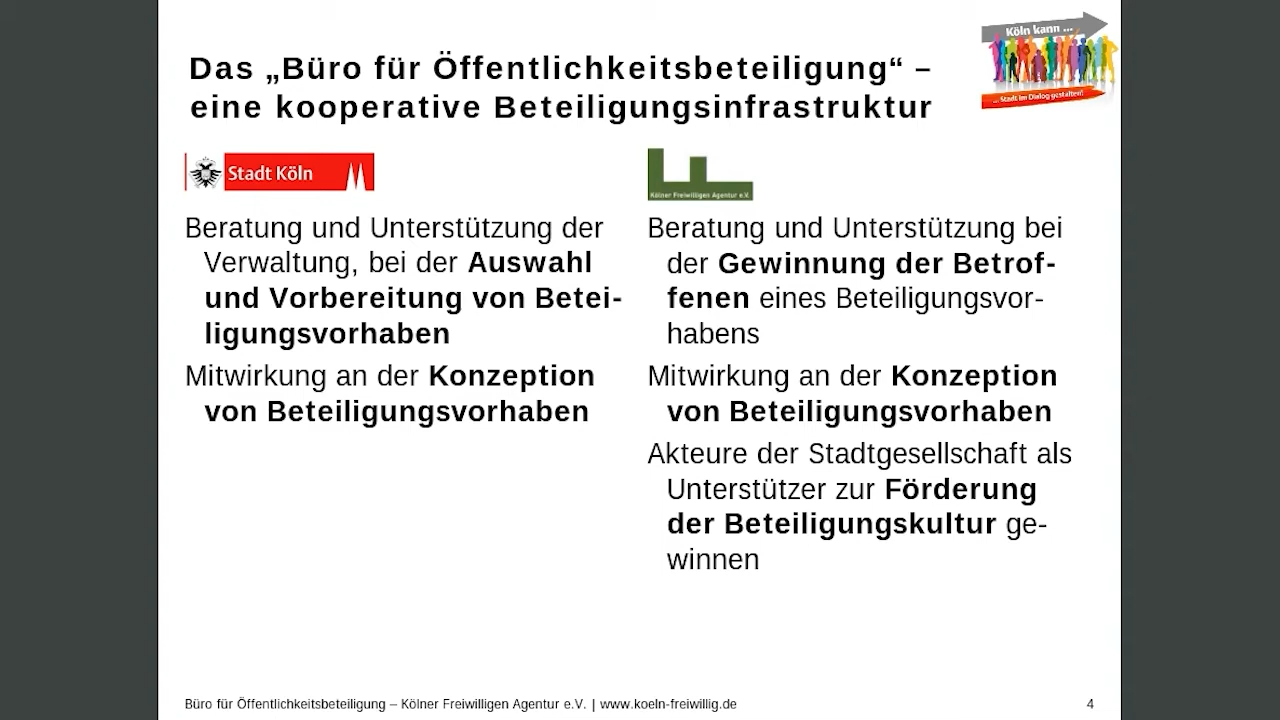 Das „Büro für Öffentlichkeitsbeteiligung“ –
eine kooperative Beteiligungsinfrastruktur
Köln kann ...
... Stadt im Dialog gestalten!
Stadt Köln
Beratung und Unterstützung der
Verwaltung, bei der Auswahl
und Vorbereitung von Betei-
ligungsvorhaben
Mitwirkung an der Konzeption
von Beteiligungsvorhaben
Kölner Freiwilligen Agentur e.V.
Beratung und Unterstützung bei
der Gewinnung der Betrof-
fenen eines Beteiligungsvor-
habens
Mitwirkung an der Konzeption
von Beteiligungsvorhaben
Akteure der Stadtgesellschaft als
Unterstützer zur Förderung
der Beteiligungskultur ge-
winnen
Büro für Öffentlichkeitsbeteiligung – Kölner Freiwilligen Agentur e.V. | www.koeln-freiwillig.de
4